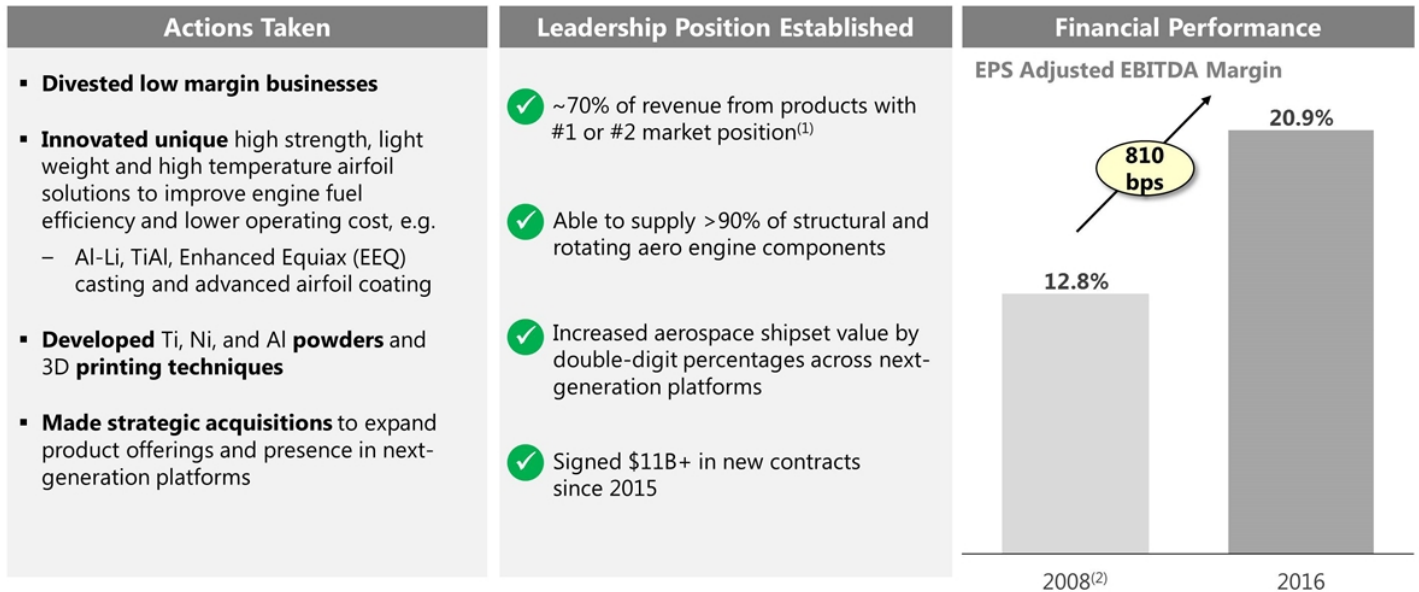 Actions Taken
▪ Divested low margin businesses
▪ Innovated unique high strength, light
weight and high temperature airfoil
solutions to improve engine fuel
efficiency and lower operating cost, e.g.
– Al-Li, TiAl, Enhanced Equiax (EEQ)
casting and advanced airfoil coating
▪ Developed Ti, Ni, and Al powders and
3D printing techniques
▪ Made strategic acquisitions to expand
product offerings and presence in next-
generation platforms
Leadership Position Established
~70% of revenue from products with
#1 or #2 market position(1)
Able to supply >90% of structural and
rotating aero engine components
Increased aerospace shipset value by
double-digit percentages across next-
generation platforms
Signed $11B+ in new contracts
since 2015
Financial Performance
EPS Adjusted EBITDA Margin
20.9%
810
bps
12.8%
2008(2)
2016